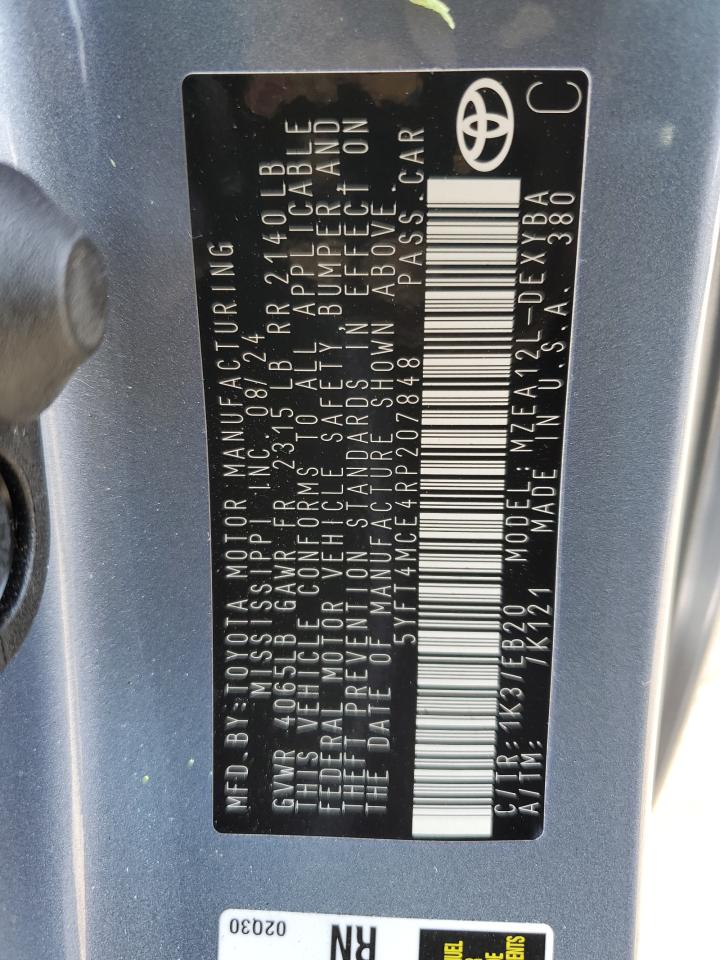 MFD.BY:TOYOTA MOTOR MANUFACTURING
MISSISSIPPI INC.08/24
GVWR 4065LB GAWR FR 2315 LB RR 2140LB
THIS VEHICLE CONFORMS TO ALL APPLICABLE
FEDERAL MOTOR VEHICLE SAFETY, BUMPER, AND
THEFT PREVENTION STANDARDS IN EFFECT ON
THE DATE OF MANUFACTURE SHOWN ABOVE.
5YFT4MCE4RP207848 PASS.CAR
C/TR:1K3/EB20 MODEL:MZEA12L-DEXYBA
A/TM: /K121 MADE IN U.S.A. 380
C
02Q30
RN